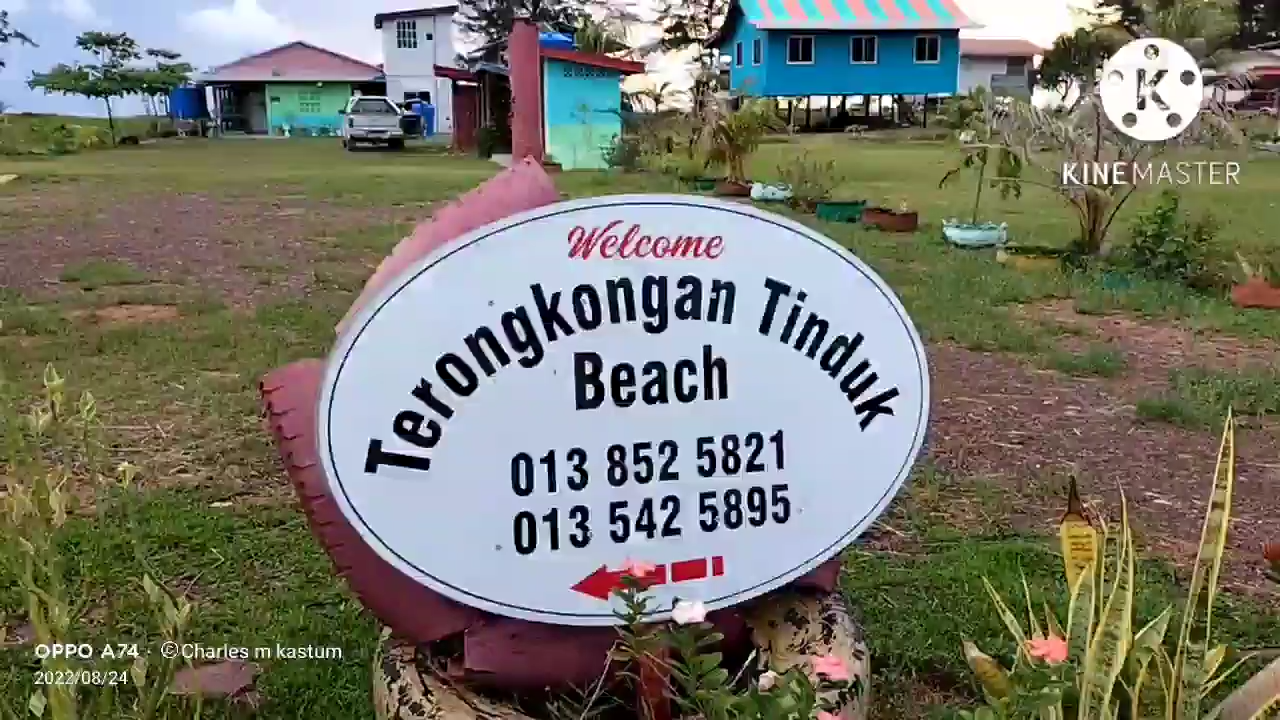 K
KINEMASTER
Welcome
Terongkongan Tinduk
Beach
013 852 5821
013 542 5895
OPPO A74 · ©Charles m kastum
2022/08/24